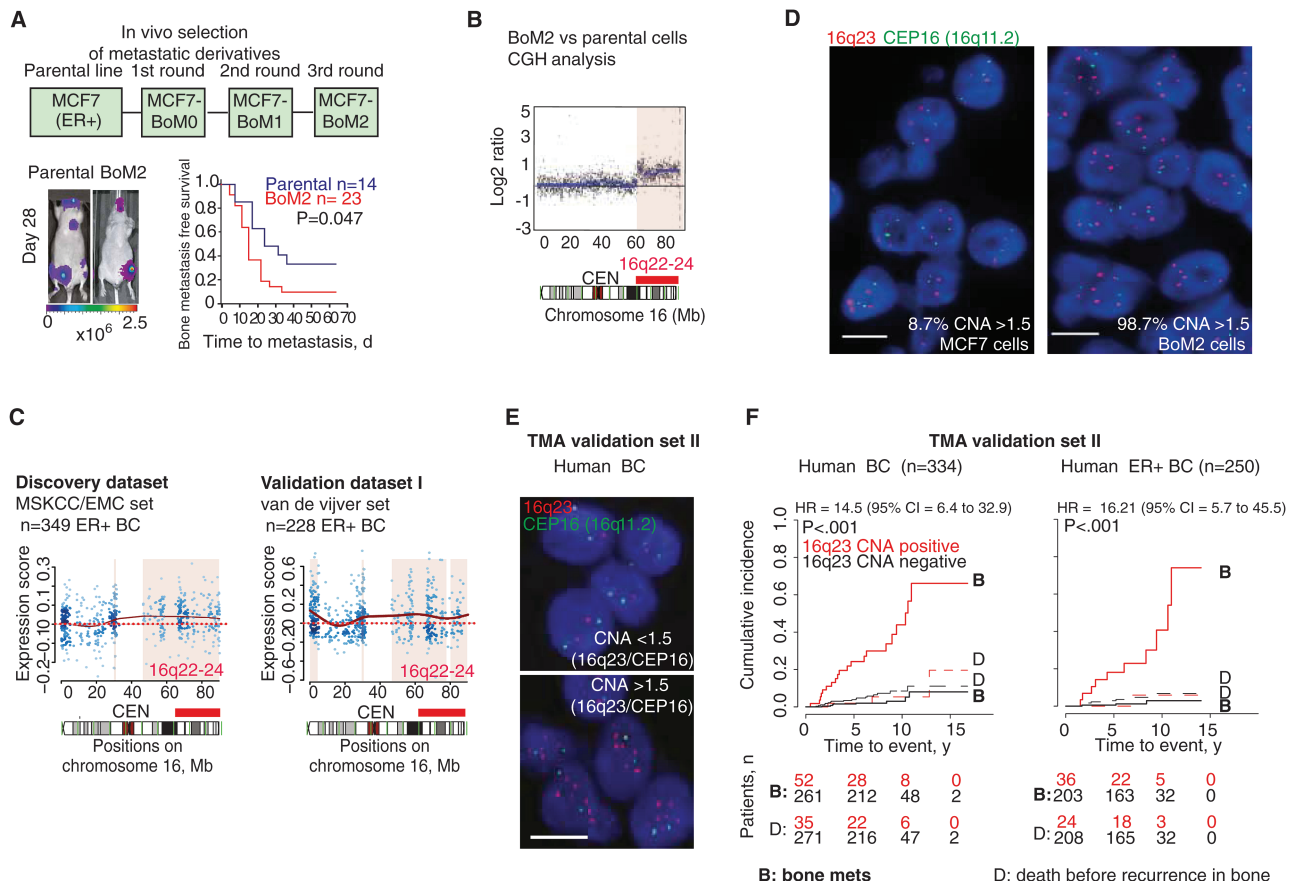 A
In vivo selection
of metastatic derivatives
Parental line 1st round 2nd round 3rd round
MCF7 (ER+)
MCF7-BoM0
MCF7-BoM1
MCF7-BoM2
Parental BoM2
Day 28
0 2.5
x10⁶
Bone metastasis free survival
1.0
0.8
0.6
0.4
0.2
0
Parental n=14
BoM2 n= 23
P=0.047
0 10 20 30 40 50 60 70
Time to metastasis, d
B
BoM2 vs parental cells
CGH analysis
Log2 ratio
5
3
1
-1
-3
0 20 40 60 80
16q22-24
CEN
Chromosome 16 (Mb)
D
16q23 CEP16 (16q11.2)
8.7% CNA >1.5
MCF7 cells
98.7% CNA >1.5
BoM2 cells
C
Discovery dataset
MSKCC/EMC set
n=349 ER+ BC
Expression score
−0.2 −0.10 0.1 0.3
16q22-24
0 20 40 60 80
CEN
Positions on
chromosome 16, Mb
Validation dataset I
van de vijver set
n=228 ER+ BC
Expression score
−0.6 −0.20 0.2 0.6
16q22-24
0 20 40 60 80
CEN
Positions on
chromosome 16, Mb
E
TMA validation set II
Human BC
16q23
CEP16 (16q11.2)
CNA <1.5
(16q23/CEP16)
CNA >1.5
(16q23/CEP16)
F
TMA validation set II
Human BC (n=334)
HR = 14.5 (95% CI = 6.4 to 32.9)
P<.001
16q23 CNA positive
16q23 CNA negative
Cumulative incidence
1.0
0.8
0.6
0.4
0.2
0.0
B
D
D
B
0 5 10 15
Time to event, y
Human ER+ BC (n=250)
HR = 16.21 (95% CI = 5.7 to 45.5)
P<.001
B
D
D
B
0 5 10 15
Time to event, y
Patients, n
B: 52 28 8 0
261 212 48 2
D: 35 22 6 0
271 216 47 2
B: 36 22 5 0
203 163 32 0
D: 24 18 3 0
208 165 32 0
B: bone mets
D: death before recurrence in bone